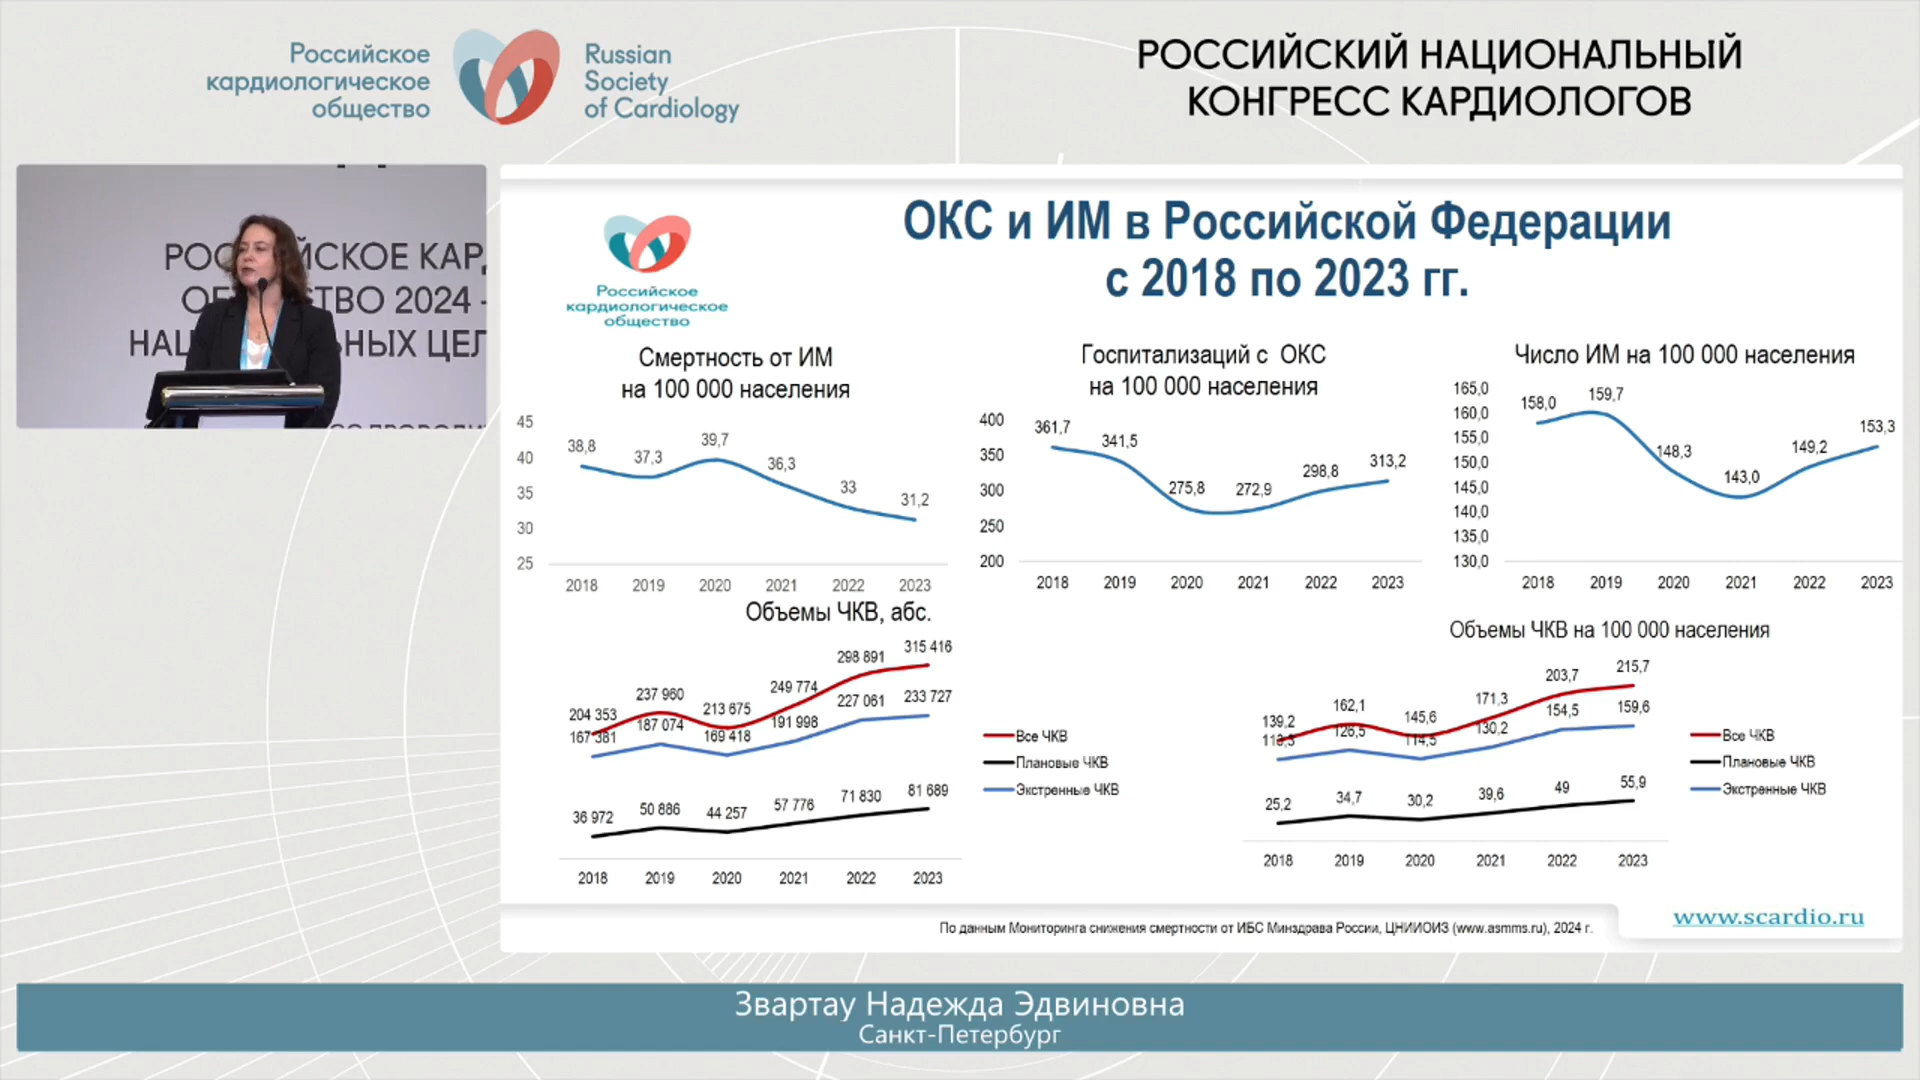 Российское
кардиологическое
общество
Russian
Society
of Cardiology
РОССИЙСКИЙ НАЦИОНАЛЬНЫЙ
КОНГРЕСС КАРДИОЛОГОВ
РОССИЙСКОЕ КАР
2024 -
ЦЕЛ
Российское
кардиологическое
общество
ОКС и ИМ в Российской Федерации
с 2018 по 2023 гг.
Смертность от ИМ
на 100 000 населения
45
40
35
30
25
38,8
37,3
39,7
36,3
33
31,2
2018 2019 2020 2021 2022 2023
Госпитализаций с ОКС
на 100 000 населения
400
350
300
250
200
361,7
341,5
275,8
272,9
298,8
313,2
2018 2019 2020 2021 2022 2023
Число ИМ на 100 000 населения
165,0
160,0
155,0
150,0
145,0
140,0
135,0
130,0
158,0
159,7
148,3
143,0
149,2
153,3
2018 2019 2020 2021 2022 2023
Объемы ЧКВ, абс.
204 353
237 960
213 675
249 774
298 891
315 416
167 381
187 074
169 418
191 998
227 061
233 727
36 972
50 886
44 257
57 776
71 830
81 689
2018 2019 2020 2021 2022 2023
Все ЧКВ
Плановые ЧКВ
Экстренные ЧКВ
Объемы ЧКВ на 100 000 населения
139,2
162,1
145,6
171,3
203,7
215,7
126,5
114,5
130,2
154,5
159,6
25,2
34,7
30,2
39,6
49
55,9
2018 2019 2020 2021 2022 2023
Все ЧКВ
Плановые ЧКВ
Экстренные ЧКВ
По данным Мониторинга снижения смертности от ИБС Минздрава России, ЦНИИОИЗ (www.asmms.ru), 2024 г.
www.scardio.ru
Звартау Надежда Эдвиновна
Санкт-Петербург